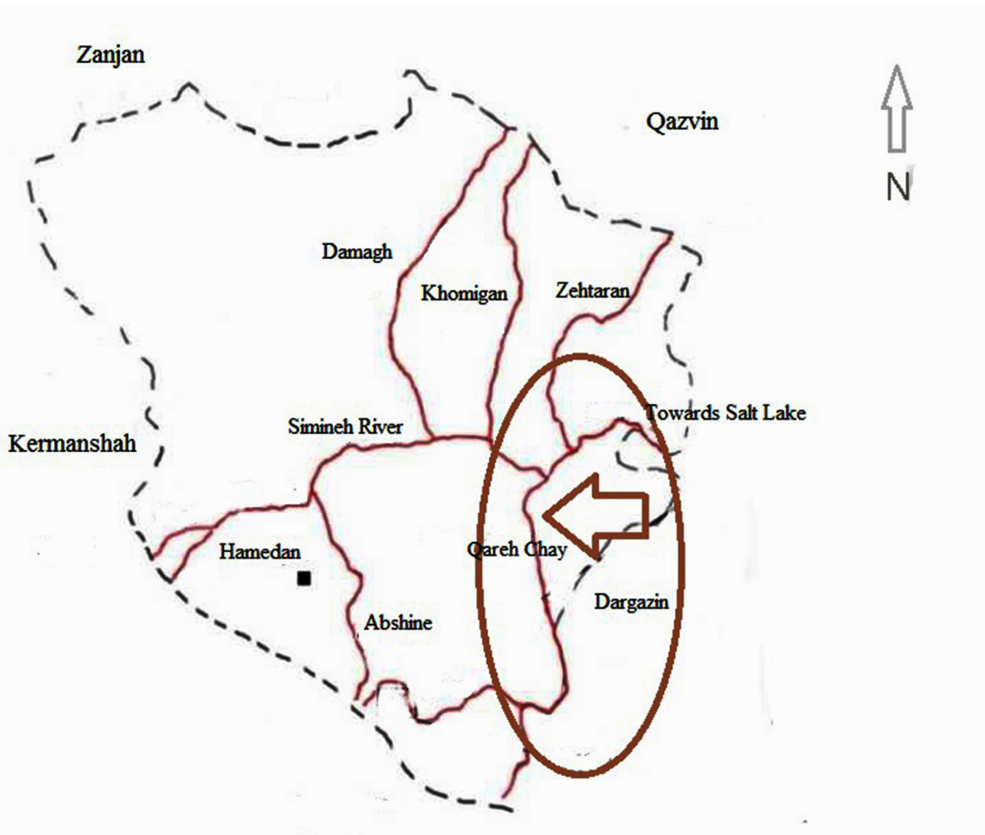 Zanjan
Qazvin
N
Damagh
Khomigan
Zehtaran
Simineh River
Towards Salt Lake
Kermanshah
Hamedan
Qareh Chay
Dargazin
Abshine